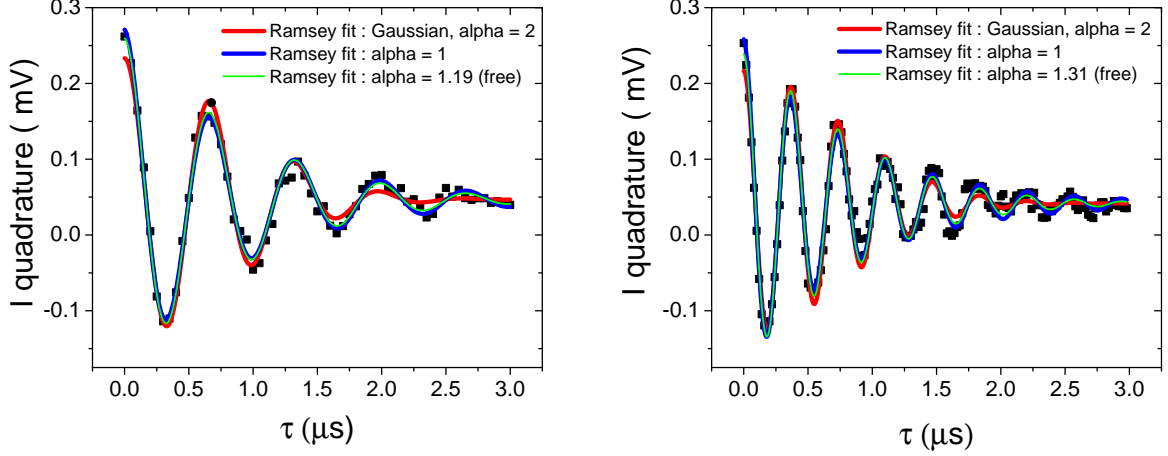 0.3
0.2
0.1
0.0
-0.1
I quadrature ( mV)
Ramsey fit : Gaussian, alpha = 2
Ramsey fit : alpha = 1
Ramsey fit : alpha = 1.19 (free)
0.0 0.5 1.0 1.5 2.0 2.5 3.0
τ (μs)
0.3
0.2
0.1
0.0
-0.1
I quadrature ( mV)
Ramsey fit : Gaussian, alpha = 2
Ramsey fit : alpha = 1
Ramsey fit : alpha = 1.31 (free)
0.0 0.5 1.0 1.5 2.0 2.5 3.0
τ (μs)